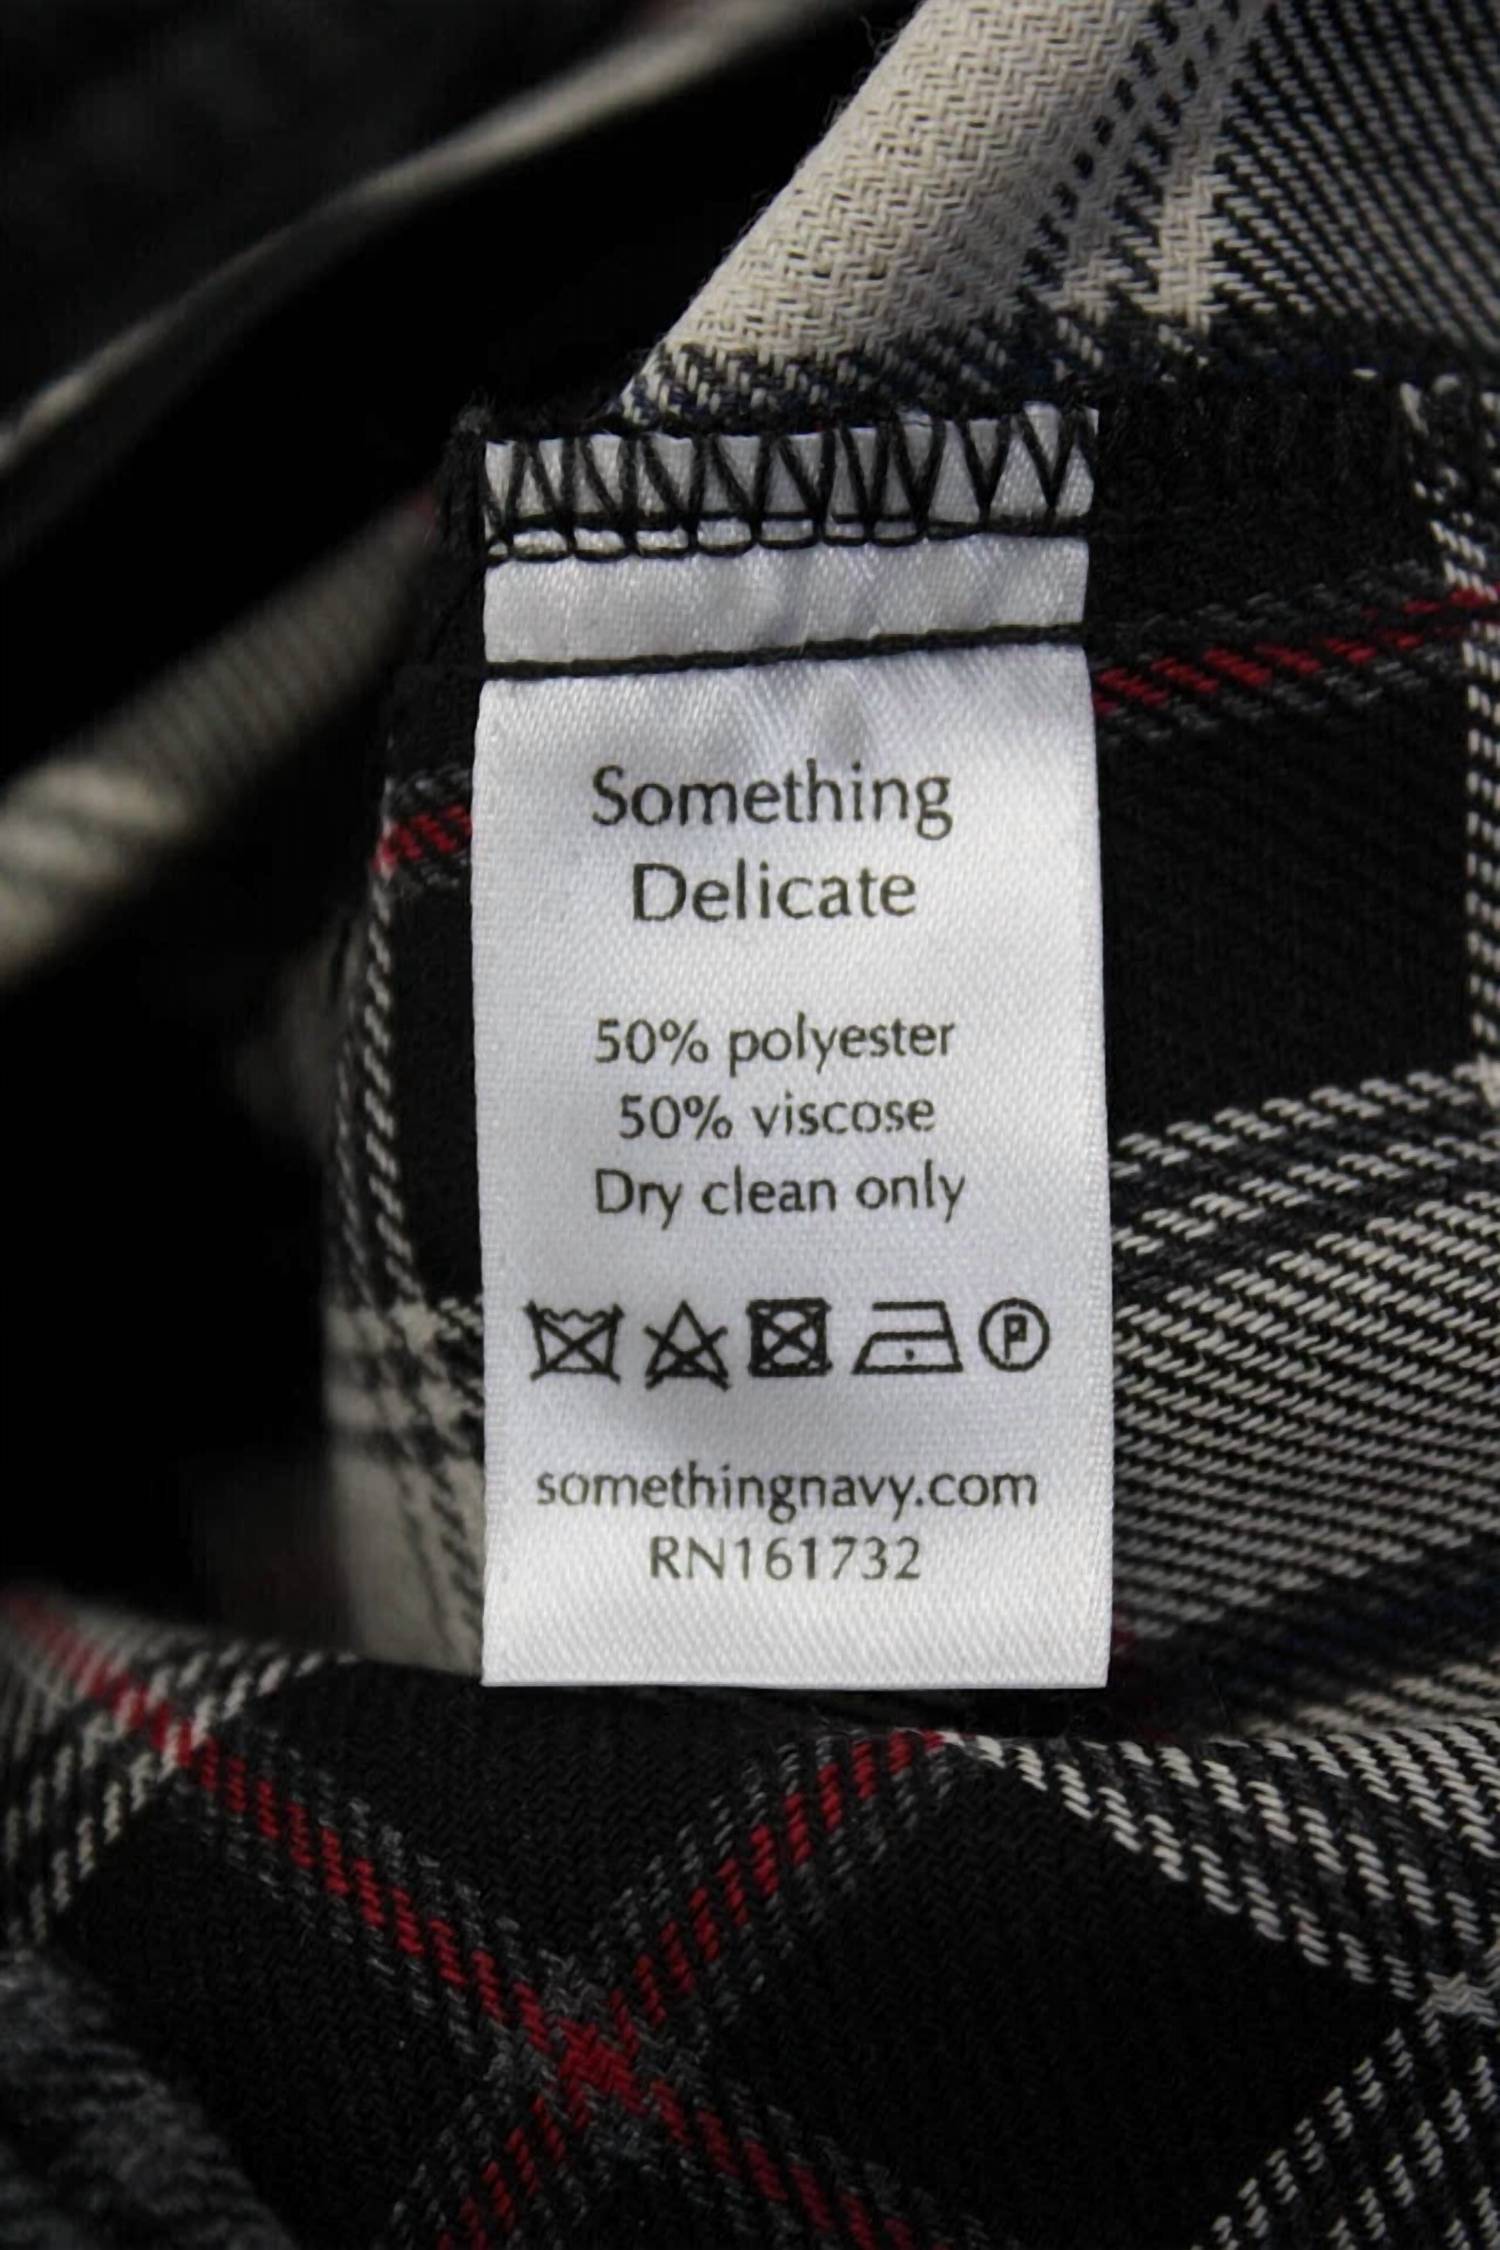 Something
Delicate
50% polyester
50% viscose
Dry clean only
P
somethingnavy.com
RN161732